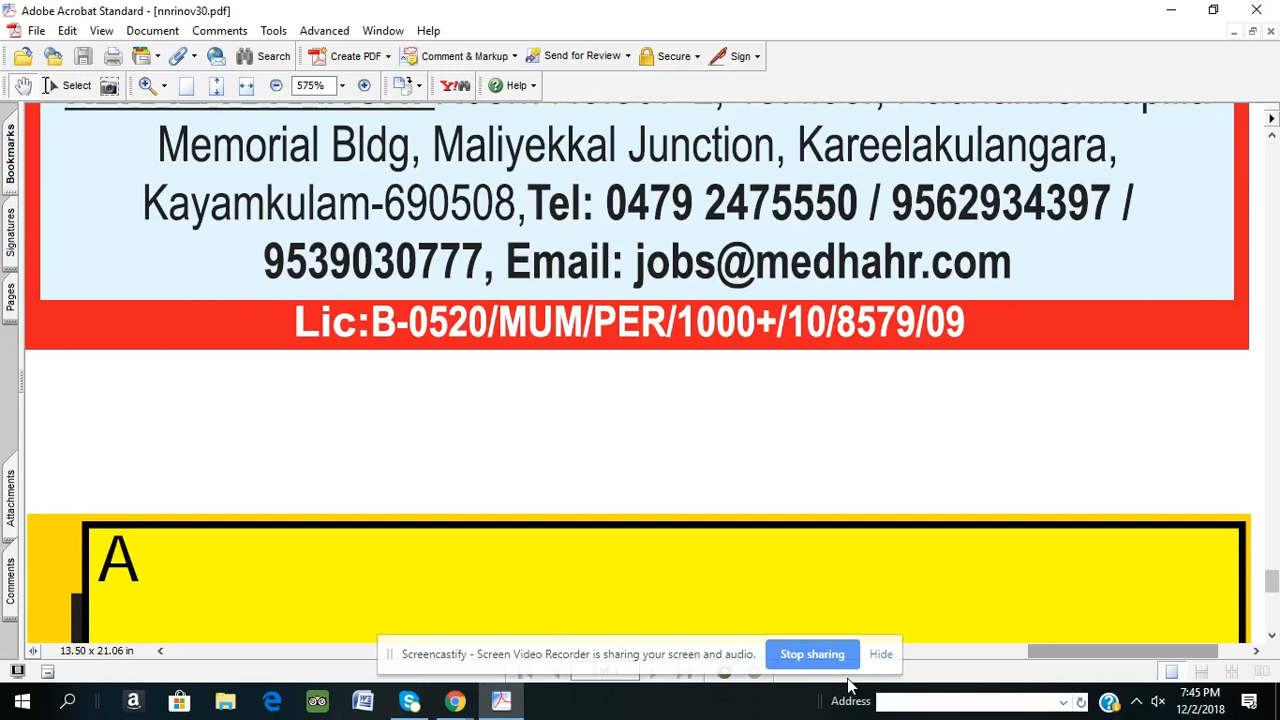 Adobe Acrobat Standard - [nnrinov30.pdf]
File Edit View Document Comments Tools Advanced Window Help
Search Create PDF Comment & Markup Send for Review Secure Sign
Select 575% Y! Help
Memorial Bldg, Maliyekkal Junction, Kareelakulangara,
Kayamkulam-690508,Tel: 0479 2475550 / 9562934397 /
9539030777, Email: jobs@medhahr.com
Lic:B-0520/MUM/PER/1000+/10/8579/09
Bookmarks
Signatures
Pages
Attachments
Comments
A
13.50 x 21.06 in
Screencastify - Screen Video Recorder is sharing your screen and audio. Stop sharing Hide
1 of 1
Address
7:45 PM
12/2/2018